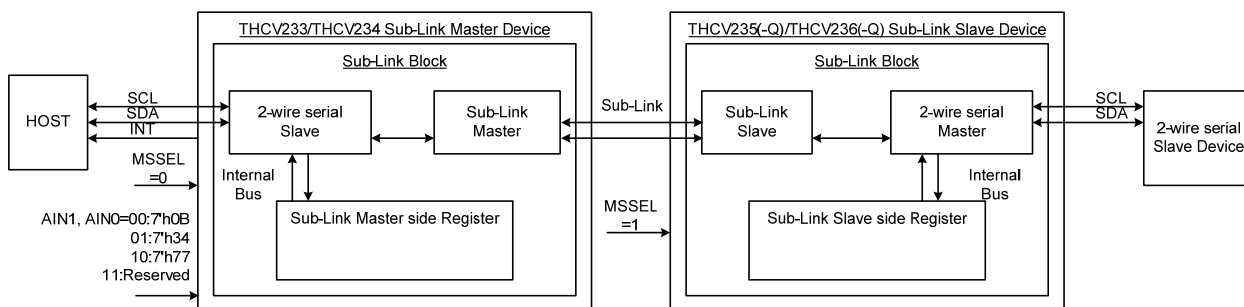 THCV233/THCV234 Sub-Link Master Device
Sub-Link Block
HOST
SCL
SDA
INT
2-wire serial
Slave
Sub-Link
Master
Internal
Bus
Sub-Link Master side Register
MSSEL
=0
AIN1, AIN0=00:7'h0B
01:7'h34
10:7'h77
11:Reserved
Sub-Link
THCV235(-Q)/THCV236(-Q) Sub-Link Slave Device
Sub-Link Block
Sub-Link
Slave
2-wire serial
Master
Internal
Bus
Sub-Link Slave side Register
MSSEL
=1
SCL
SDA
2-wire serial
Slave Device